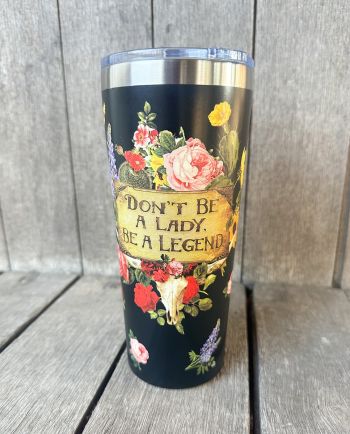 DON'T BE
A LADY,
BE A LEGEND